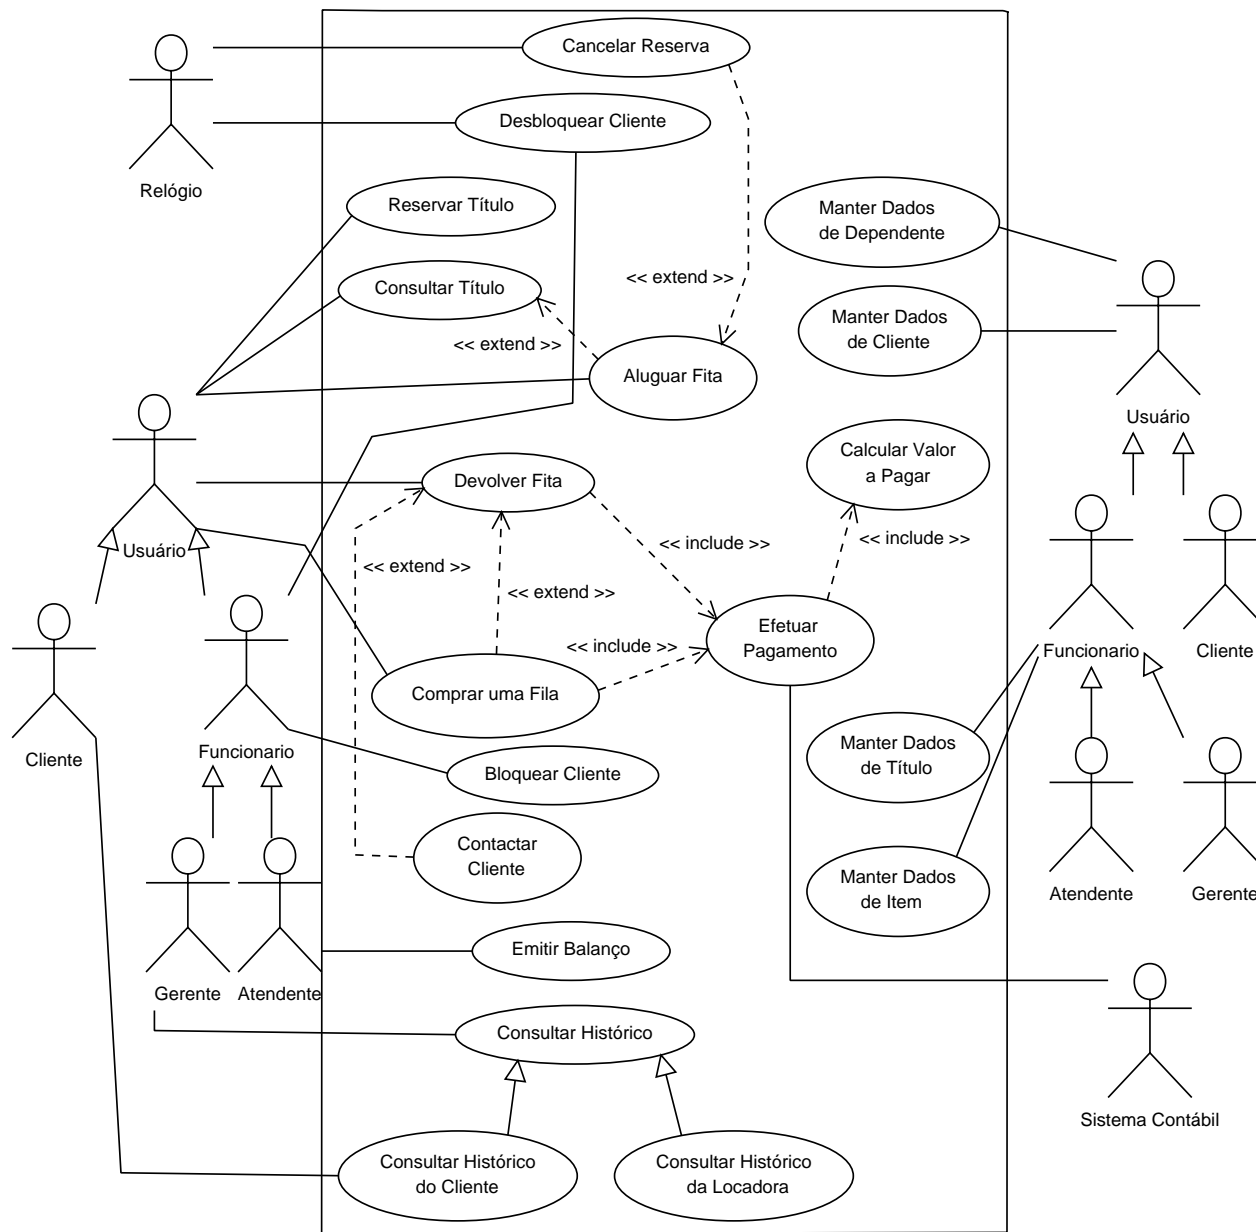 Cancelar Reserva
Desbloquear Cliente
Relógio
Reservar Título
Manter Dados
de Dependente
<< extend >>
Consultar Título
Manter Dados
de Cliente
<< extend >>
Aluguar Fita
Usuário
Calcular Valor
a Pagar
Devolver Fita
<< include >>
<< include >>
Usuário
<< extend >>
<< extend >>
Efetuar
Pagamento
<< include >>
Funcionario
Cliente
Comprar uma Fila
Cliente
Funcionario
Manter Dados
de Título
Bloquear Cliente
Contactar
Cliente
Manter Dados
de Item
Atendente
Gerente
Emitir Balanço
Gerente
Atendente
Consultar Histórico
Sistema Contábil
Consultar Histórico
do Cliente
Consultar Histórico
da Locadora